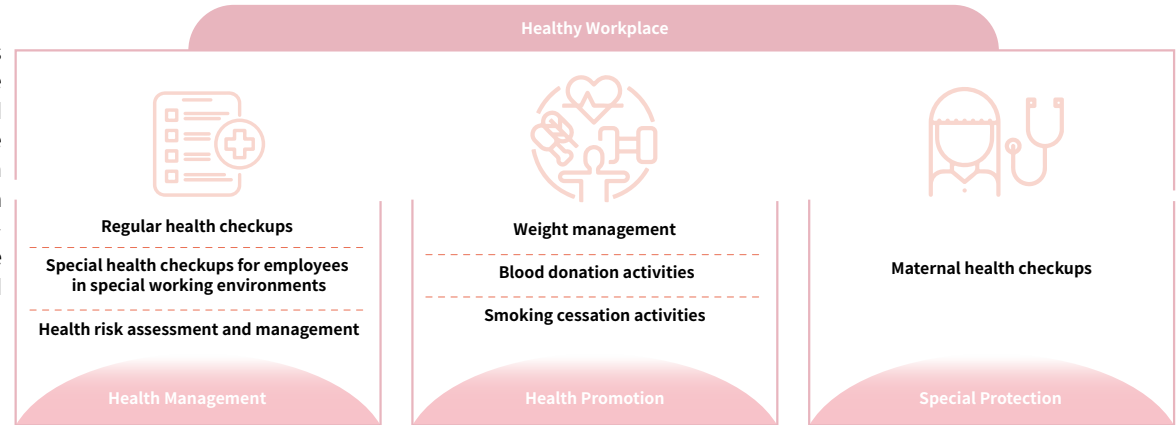 Healthy Workplace
Regular health checkups
Special health checkups for employees
in special working environments
Health risk assessment and management
Health Management
Weight management
Blood donation activities
Smoking cessation activities
Health Promotion
Maternal health checkups
Special Protection